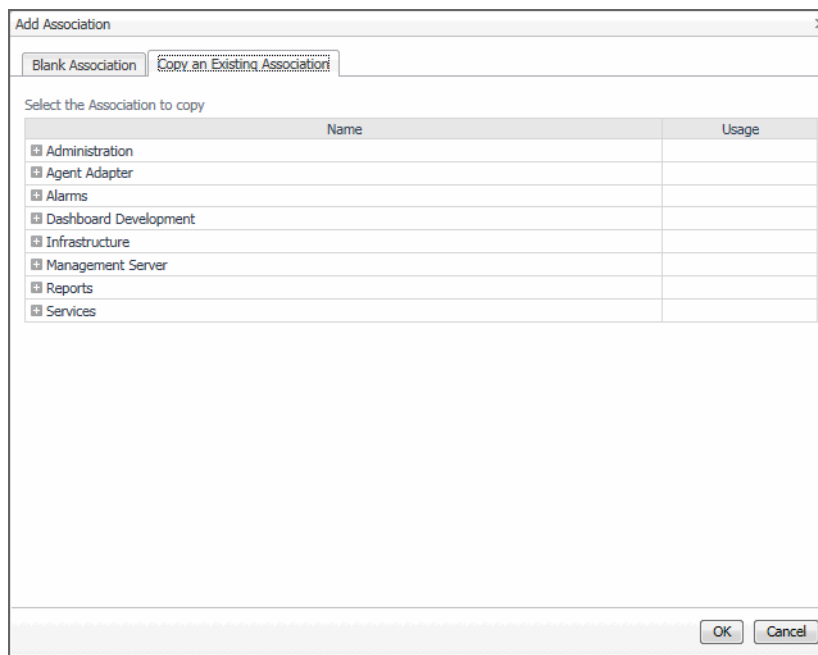 Add Association
Blank Association
Copy an Existing Association
Select the Association to copy
Name Usage
Administration
Agent Adapter
Alarms
Dashboard Development
Infrastructure
Management Server
Reports
Services
OK Cancel